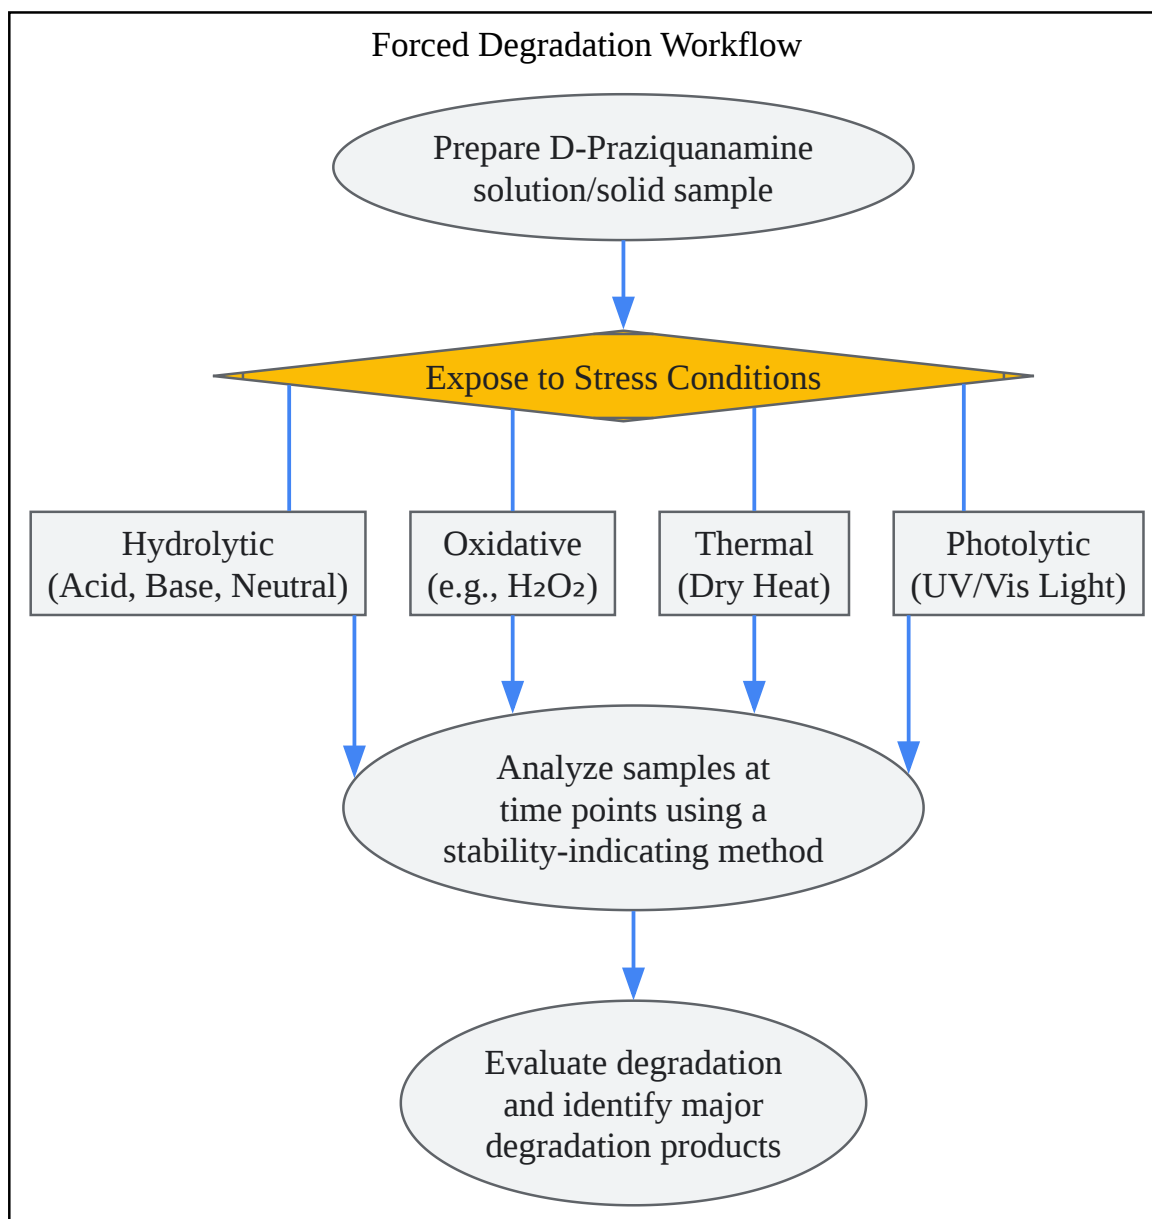 Forced Degradation Workflow
Prepare D-Praziquanamine
solution/solid sample
Expose to Stress Conditions
Hydrolytic
(Acid, Base, Neutral)
Oxidative
(e.g., H₂O₂)
Thermal
(Dry Heat)
Photolytic
(UV/Vis Light)
Analyze samples at
time points using a
stability-indicating method
Evaluate degradation
and identify major
degradation products